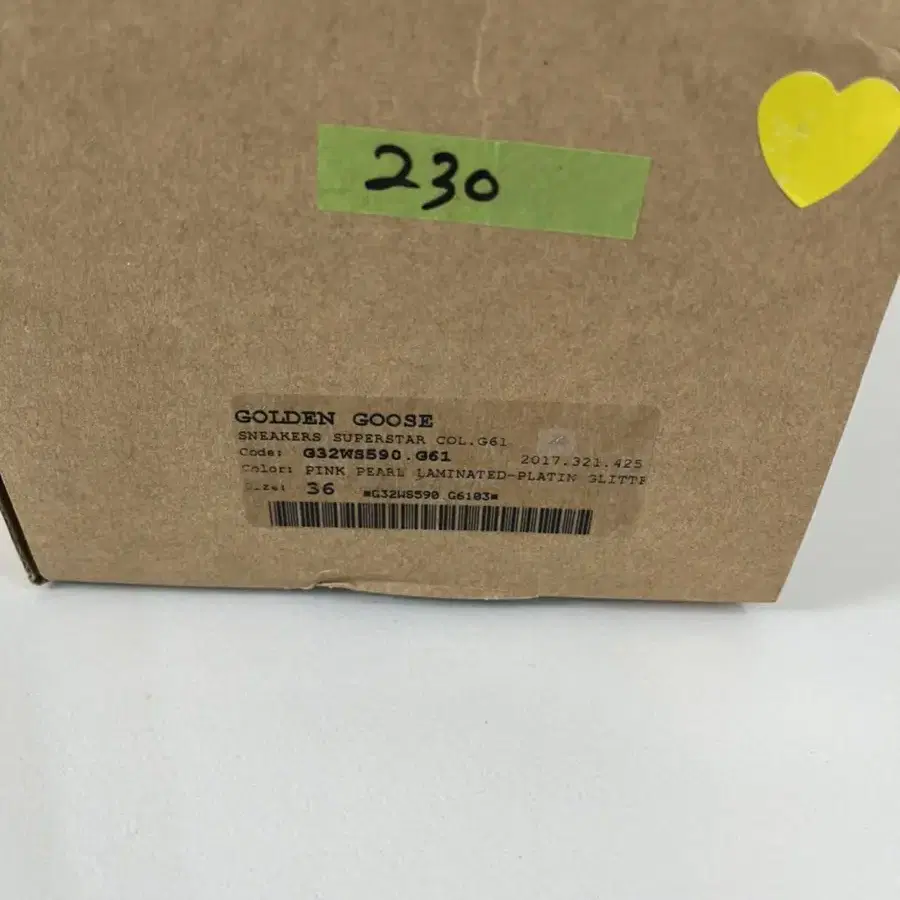 230
GOLDEN GOOSE
SNEAKERS SUPERSTAR COL.G61
Code: G32WS590.G61 2017.321.425
Color: PINK PEARL LAMINATED-PLATIN GLITTE
Size: 36 *G32WS590 G6103*